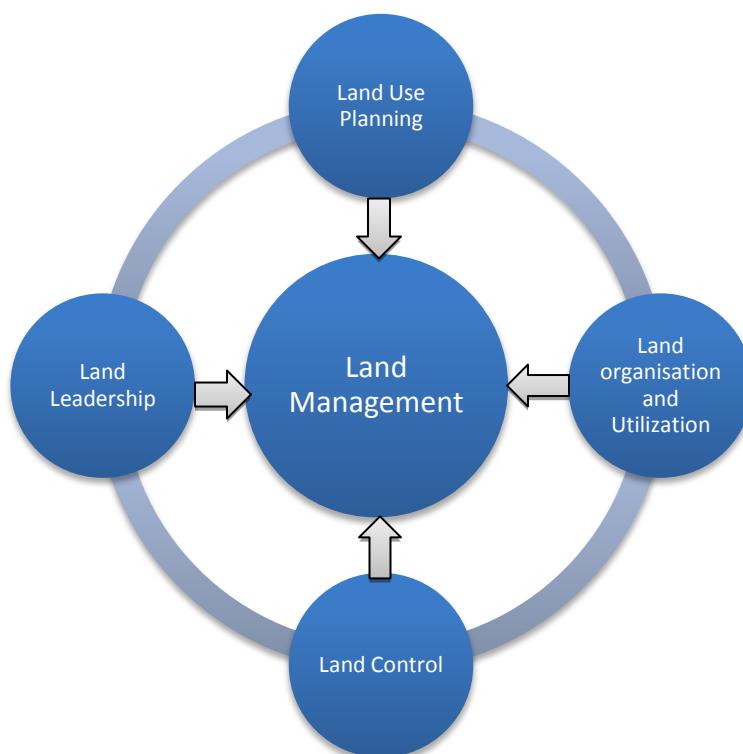 Land Use
Planning
Land
Leadership
Land
Management
Land
organisation
and
Utilization
Land Control